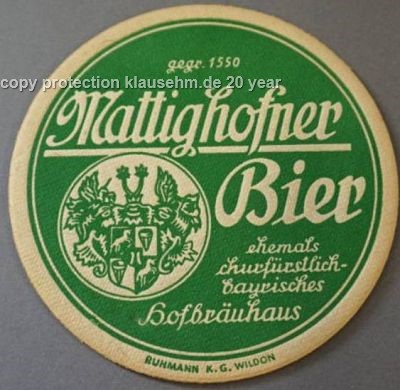 gegr. 1550
copy protection klausehm.de 20 year
Mattighofner
Bier
ehemals
churfürstlich-
bayrisches
Hofbräuhaus
RUHMANN K.G. WILDON